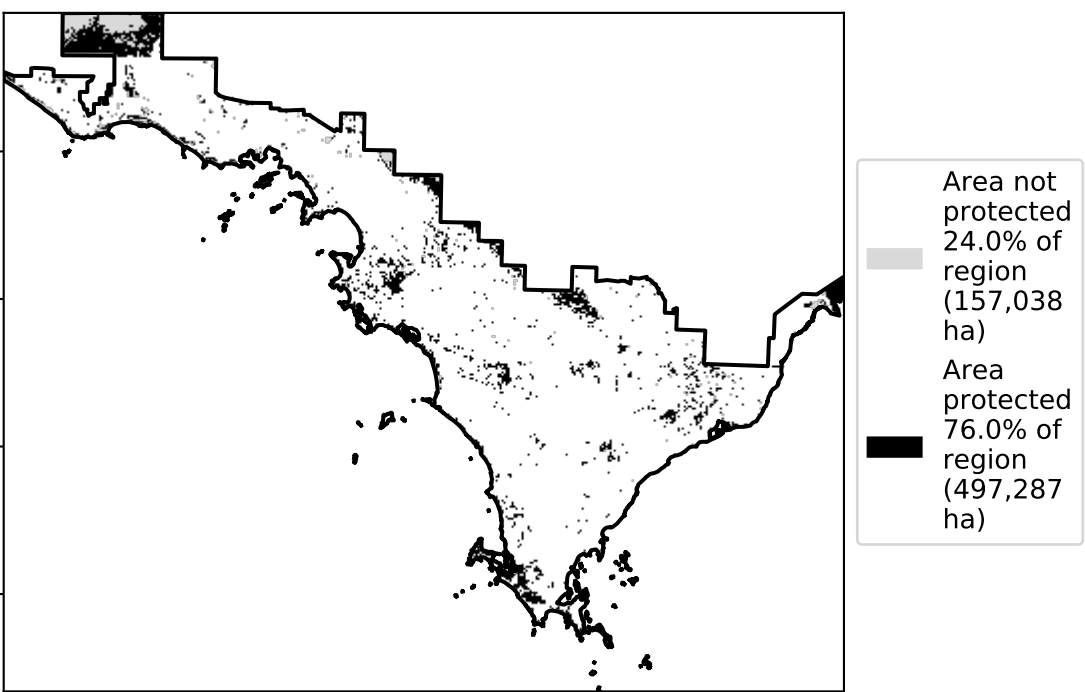 Area not
protected
24.0% of
region
(157,038
ha)
Area
protected
76.0% of
region
(497,287
ha)